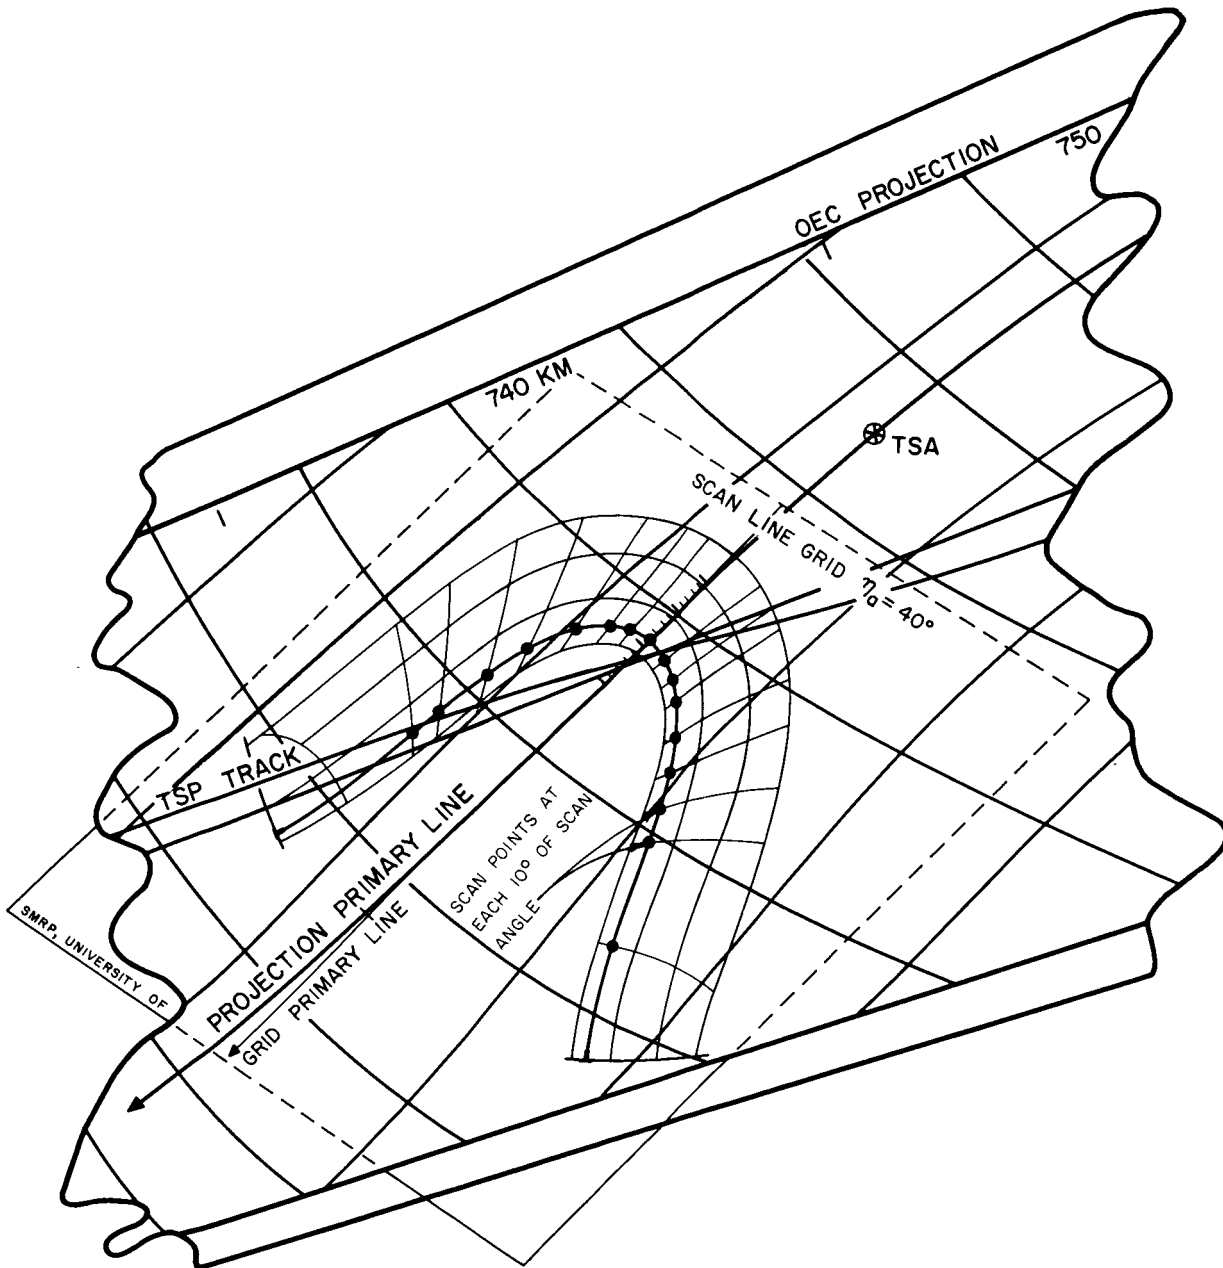 750
OEC PROJECTION
740 KM
TSA
SCAN LINE GRID ηa = 40°
TSP TRACK
PROJECTION PRIMARY LINE
GRID PRIMARY LINE
SCAN POINTS AT
EACH 10° OF SCAN
ANGLE
SMRP, UNIVERSITY OF